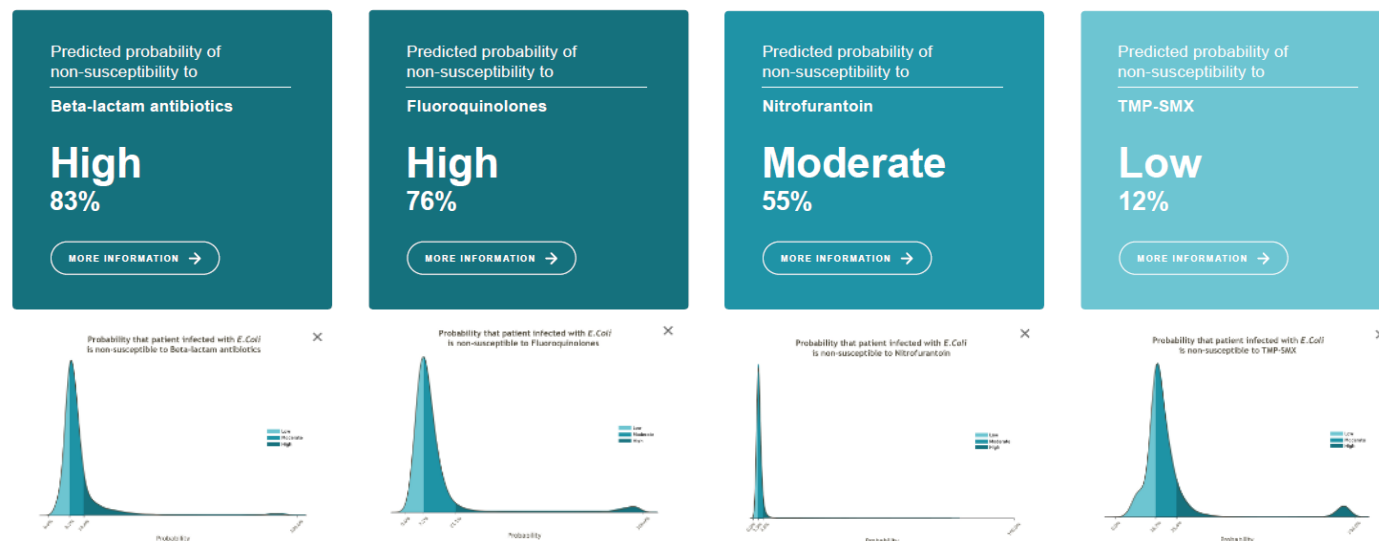 Predicted probability of
non-susceptibility to
Beta-lactam antibiotics
High
83%
MORE INFORMATION →
Predicted probability of
non-susceptibility to
Fluoroquinolones
High
76%
MORE INFORMATION →
Predicted probability of
non-susceptibility to
Nitrofurantoin
Moderate
55%
MORE INFORMATION →
Predicted probability of
non-susceptibility to
TMP-SMX
Low
12%
MORE INFORMATION →
Probability that patient infected with E.Coli
is non-susceptible to Beta-lactam antibiotics
Low
Moderate
High
Probability
Probability that patient infected with E.Coli
is non-susceptible to Fluoroquinolones
Low
Moderate
High
Probability
Probability that patient infected with E.Coli
is non-susceptible to Nitrofurantoin
Low
Moderate
High
Probability that patient infected with E.Coli
is non-susceptible to TMP-SMX
Low
Moderate
High
Probability